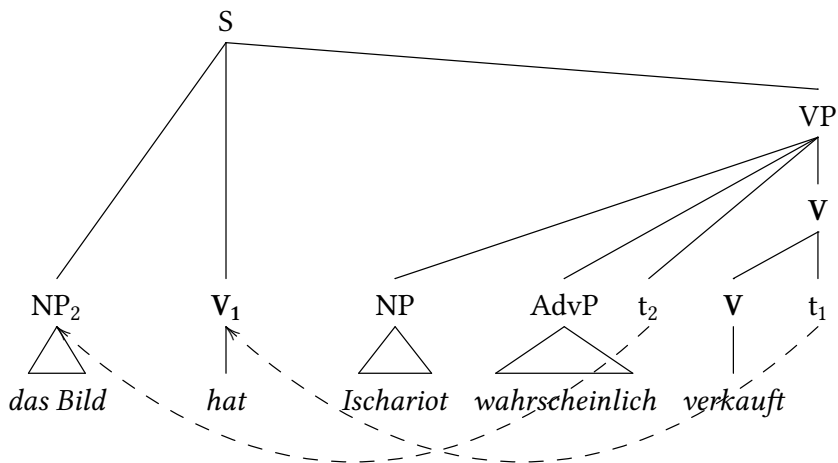 S
VP
V
NP₂ V₁ NP AdvP t₂ V t₁
das Bild hat Ischariot wahrscheinlich verkauft